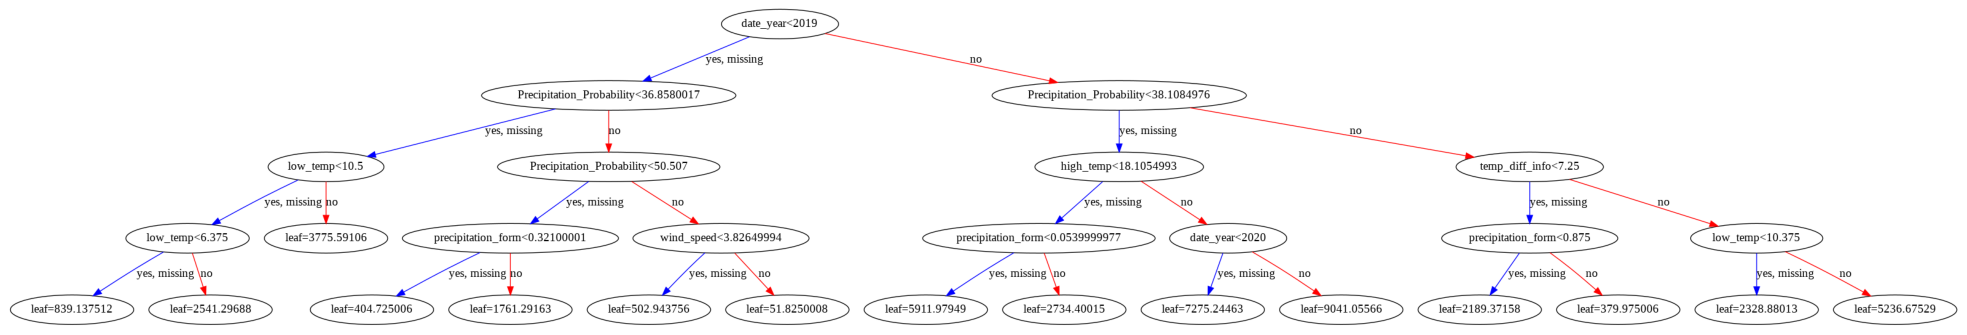 date_year<2019
yes, missing
no
Precipitation_Probability<36.8580017
Precipitation_Probability<38.1084976
yes, missing
no
yes, missing
no
low_temp<10.5
Precipitation_Probability<50.507
high_temp<18.1054993
temp_diff_info<7.25
yes, missing
no
yes, missing
no
yes, missing
no
yes, missing
no
low_temp<6.375
leaf=3775.59106
precipitation_form<0.32100001
wind_speed<3.82649994
precipitation_form<0.0539999977
date_year<2020
precipitation_form<0.875
low_temp<10.375
yes, missing
no
yes, missing
no
yes, missing
no
yes, missing
no
yes, missing
no
yes, missing
no
yes, missing
no
leaf=839.137512
leaf=2541.29688
leaf=404.725006
leaf=1761.29163
leaf=502.943756
leaf=51.8250008
leaf=5911.97949
leaf=2734.40015
leaf=7275.24463
leaf=9041.05566
leaf=2189.37158
leaf=379.975006
leaf=2328.88013
leaf=5236.67529